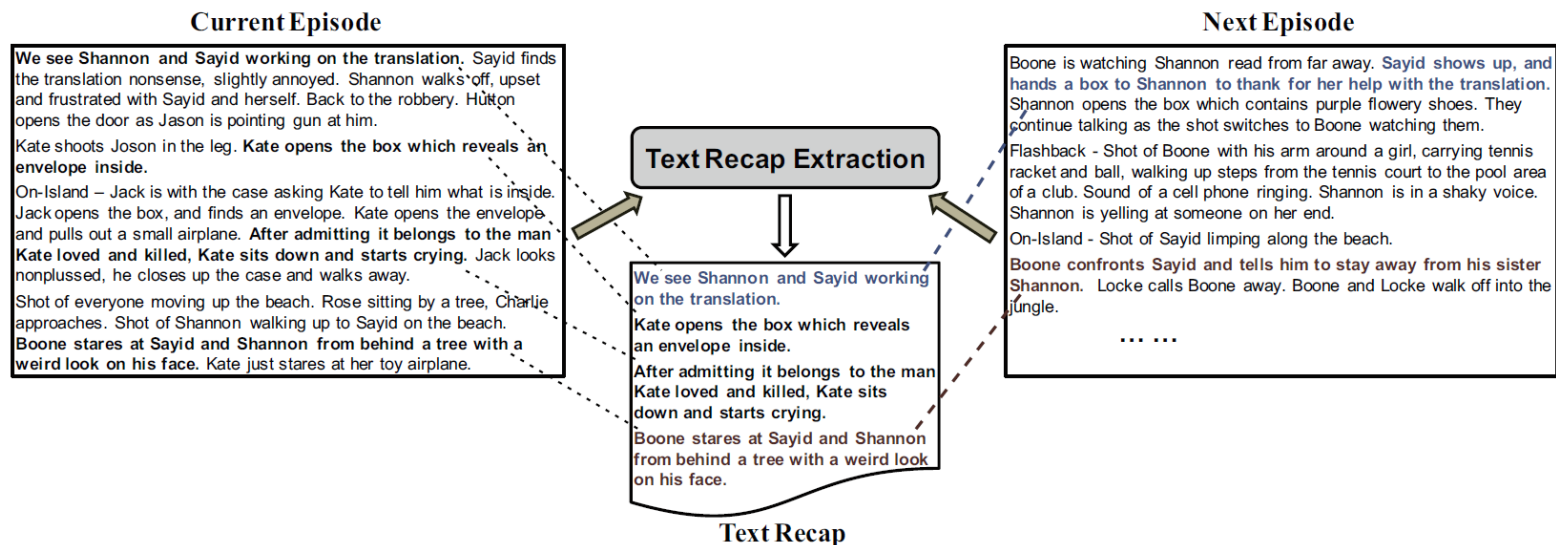 Current Episode
We see Shannon and Sayid working on the translation. Sayid finds
the translation nonsense, slightly annoyed. Shannon walks off, upset
and frustrated with Sayid and herself. Back to the robbery. Hutton
opens the door as Jason is pointing gun at him.
Kate shoots Joson in the leg. Kate opens the box which reveals an
envelope inside.
On-Island – Jack is with the case asking Kate to tell him what is inside.
Jack opens the box, and finds an envelope. Kate opens the envelope
and pulls out a small airplane. After admitting it belongs to the man
Kate loved and killed, Kate sits down and starts crying. Jack looks
nonplussed, he closes up the case and walks away.
Shot of everyone moving up the beach. Rose sitting by a tree, Charlie
approaches. Shot of Shannon walking up to Sayid on the beach.
Boone stares at Sayid and Shannon from behind a tree with a
weird look on his face. Kate just stares at her toy airplane.
Text Recap Extraction
We see Shannon and Sayid working
on the translation.
Kate opens the box which reveals
an envelope inside.
After admitting it belongs to the man
Kate loved and killed, Kate sits
down and starts crying.
Boone stares at Sayid and Shannon
from behind a tree with a weird look
on his face.
Text Recap
Next Episode
Boone is watching Shannon read from far away. Sayid shows up, and
hands a box to Shannon to thank for her help with the translation.
Shannon opens the box which contains purple flowery shoes. They
continue talking as the shot switches to Boone watching them.
Flashback - Shot of Boone with his arm around a girl, carrying tennis
racket and ball, walking up steps from the tennis court to the pool area
of a club. Sound of a cell phone ringing. Shannon is in a shaky voice.
Shannon is yelling at someone on her end.
On-Island - Shot of Sayid limping along the beach.
Boone confronts Sayid and tells him to stay away from his sister
Shannon. Locke calls Boone away. Boone and Locke walk off into the
jungle.
... ...